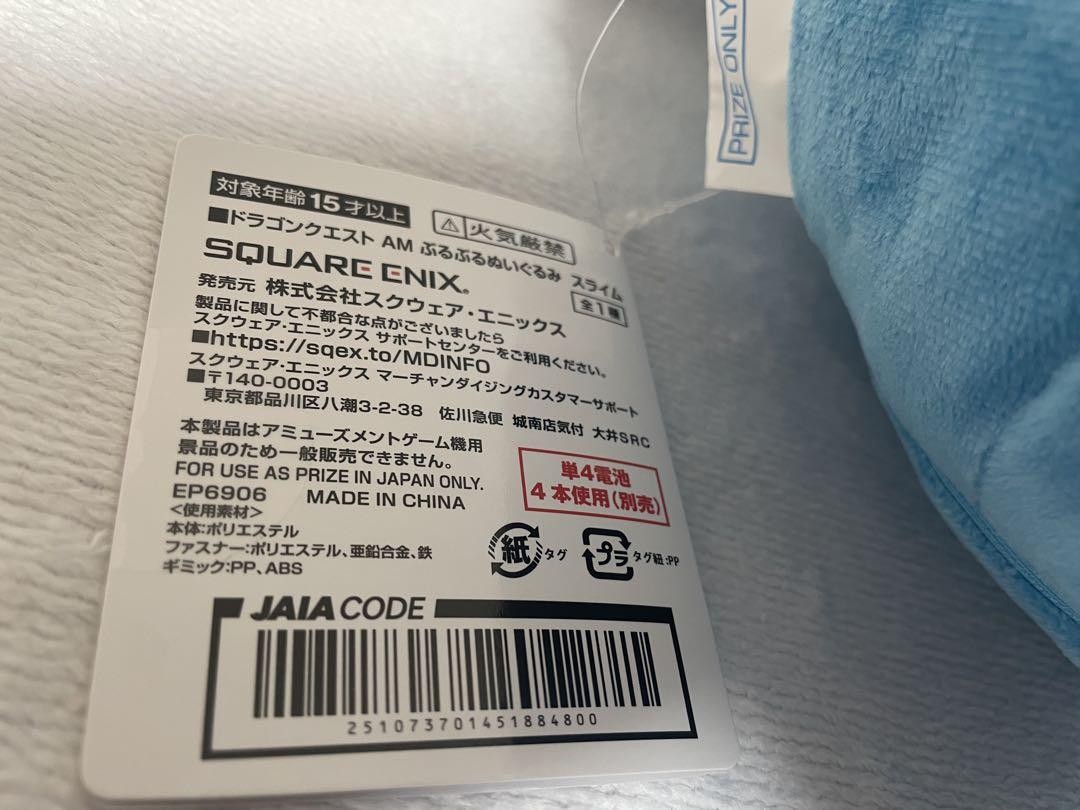 PRIZE ONLY
対象年齢15才以上
⚠火気厳禁
■ドラゴンクエスト AM ぷるぷるぬいぐるみ スライム
全1種
SQUARE ENIX®
発売元 株式会社スクウェア・エニックス
製品に関して不都合な点がございましたら
スクウェア・エニックス サポートセンターをご利用ください。
■https://sqex.to/MDINFO
スクウェア・エニックス マーチャンダイジングカスタマーサポート
■〒140-0003
東京都品川区八潮3-2-38 佐川急便 城南店気付 大井SRC
本製品はアミューズメントゲーム機用
景品のため一般販売できません。
FOR USE AS PRIZE IN JAPAN ONLY.
EP6906 MADE IN CHINA
単4電池
4本使用(別売)
<使用素材>
本体:ポリエステル
ファスナー:ポリエステル、亜鉛合金、鉄
ギミック:PP、ABS
紙 タグ
プラ タグ紐:PP
JAIA CODE
251073701451884800